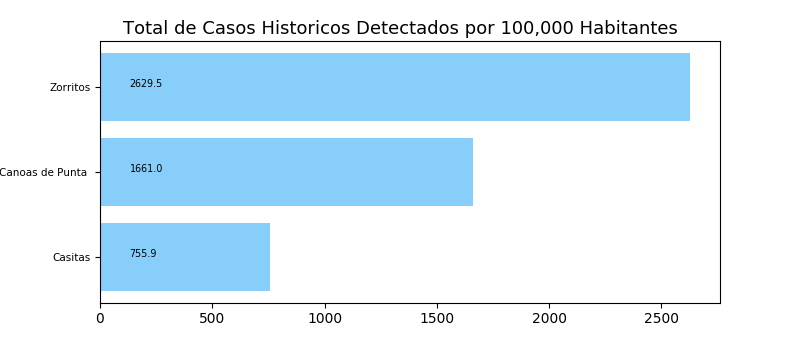 Total de Casos Historicos Detectados por 100,000 Habitantes
Zorritos
2629.5
Canoas de Punta
1661.0
Casitas
755.9
0 500 1000 1500 2000 2500